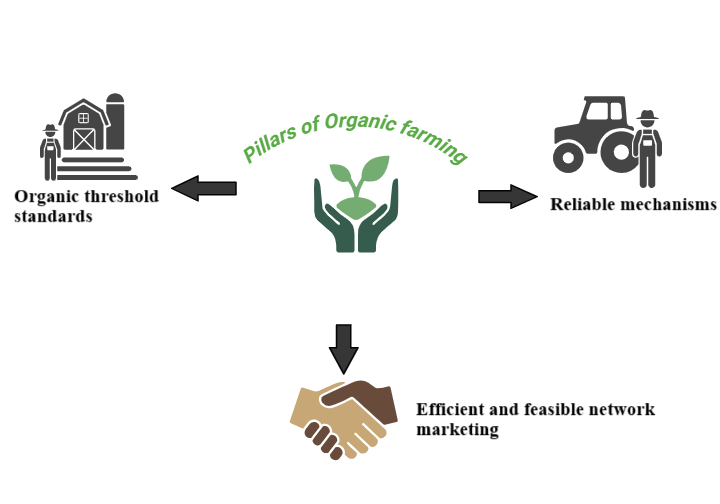 Pillars of Organic farming
Organic threshold
standards
Reliable mechanisms
Efficient and feasible network
marketing